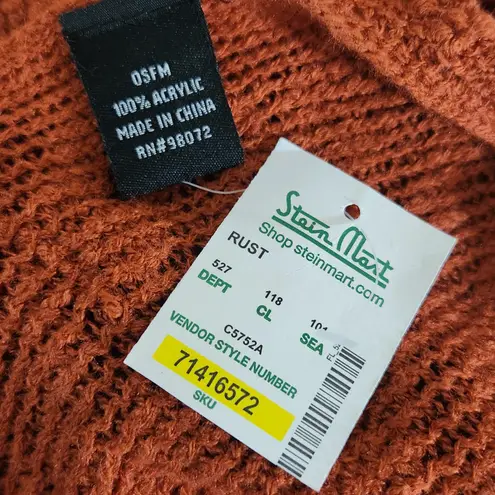 OSFM
100% ACRYLIC
MADE IN CHINA
RN#98072
Stein Mart
Shop steinmart.com
RUST
527 118
DEPT CL SEA
C5752A
VENDOR STYLE NUMBER
71416572
SKU